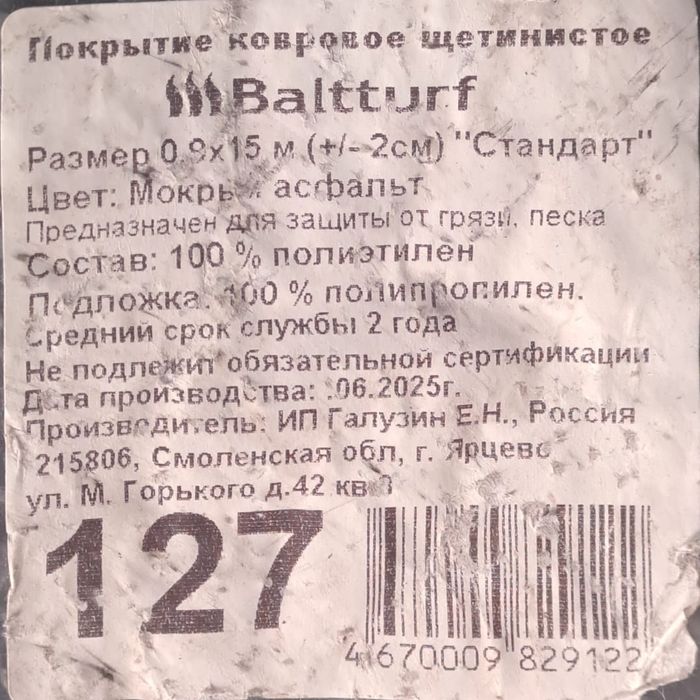 Покрытие ковровое щетинистое
Baltturf
Размер 0.9х15 м (+/- 2см) "Стандарт"
Цвет: Мокрый асфальт
Предназначен для защиты от грязи, песка
Состав: 100 % полиэтилен
Подложка: 100 % полипропилен.
Средний срок службы 2 года
Не подлежит обязательной сертификации
Дата производства: .06.2025г.
Производитель: ИП Галузин Е.Н., Россия
215806, Смоленская обл, г. Ярцево
ул. М. Горького д.42 кв
127
4 670009 829122